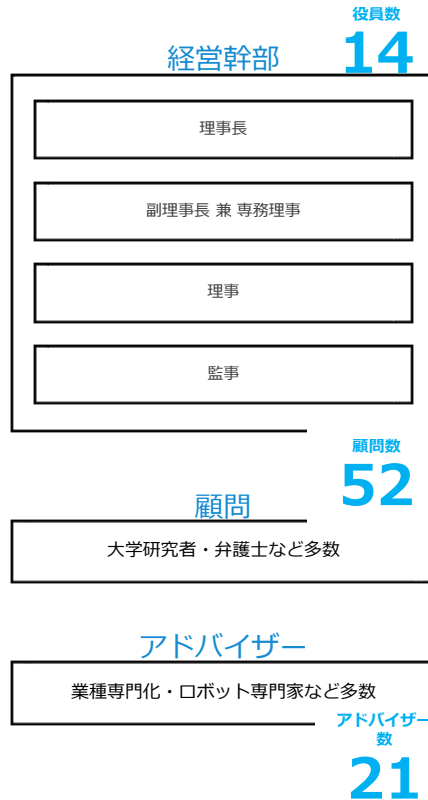 役員数
14
経営幹部
理事長
副理事長 兼 専務理事
理事
監事
顧問数
52
顧問
大学研究者・弁護士など多数
アドバイザー
業種専門化・ロボット専門家など多数
アドバイザー
数
21